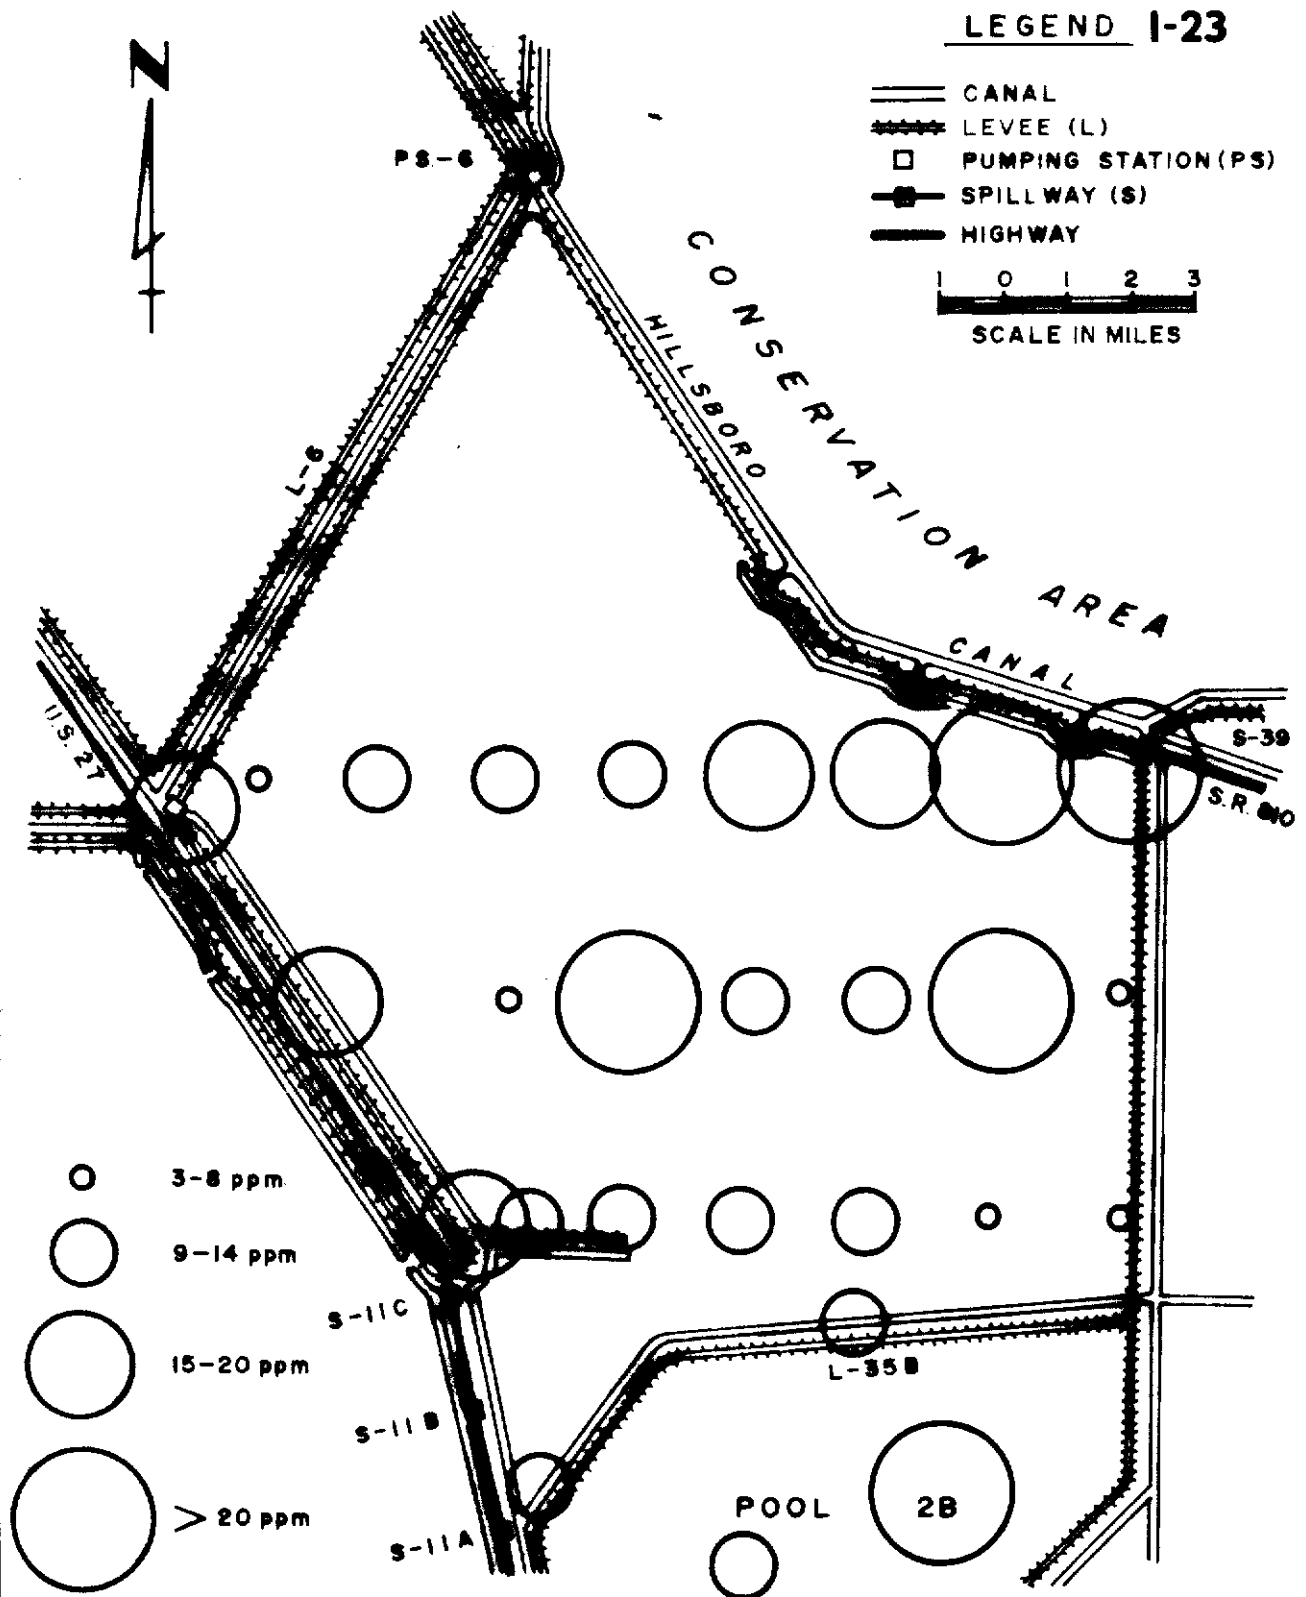 LEGEND I-23
N
CANAL
LEVEE (L)
PUMPING STATION (PS)
SPILLWAY (S)
HIGHWAY
1 0 1 2 3
SCALE IN MILES
PS-6
CONSERVATION AREA
HILLSBORO
CANAL
L-6
U.S. 27
S-39
S.R. 810
3-8 ppm
9-14 ppm
15-20 ppm
> 20 ppm
S-11C
L-35B
S-11B
POOL 2B
S-11A